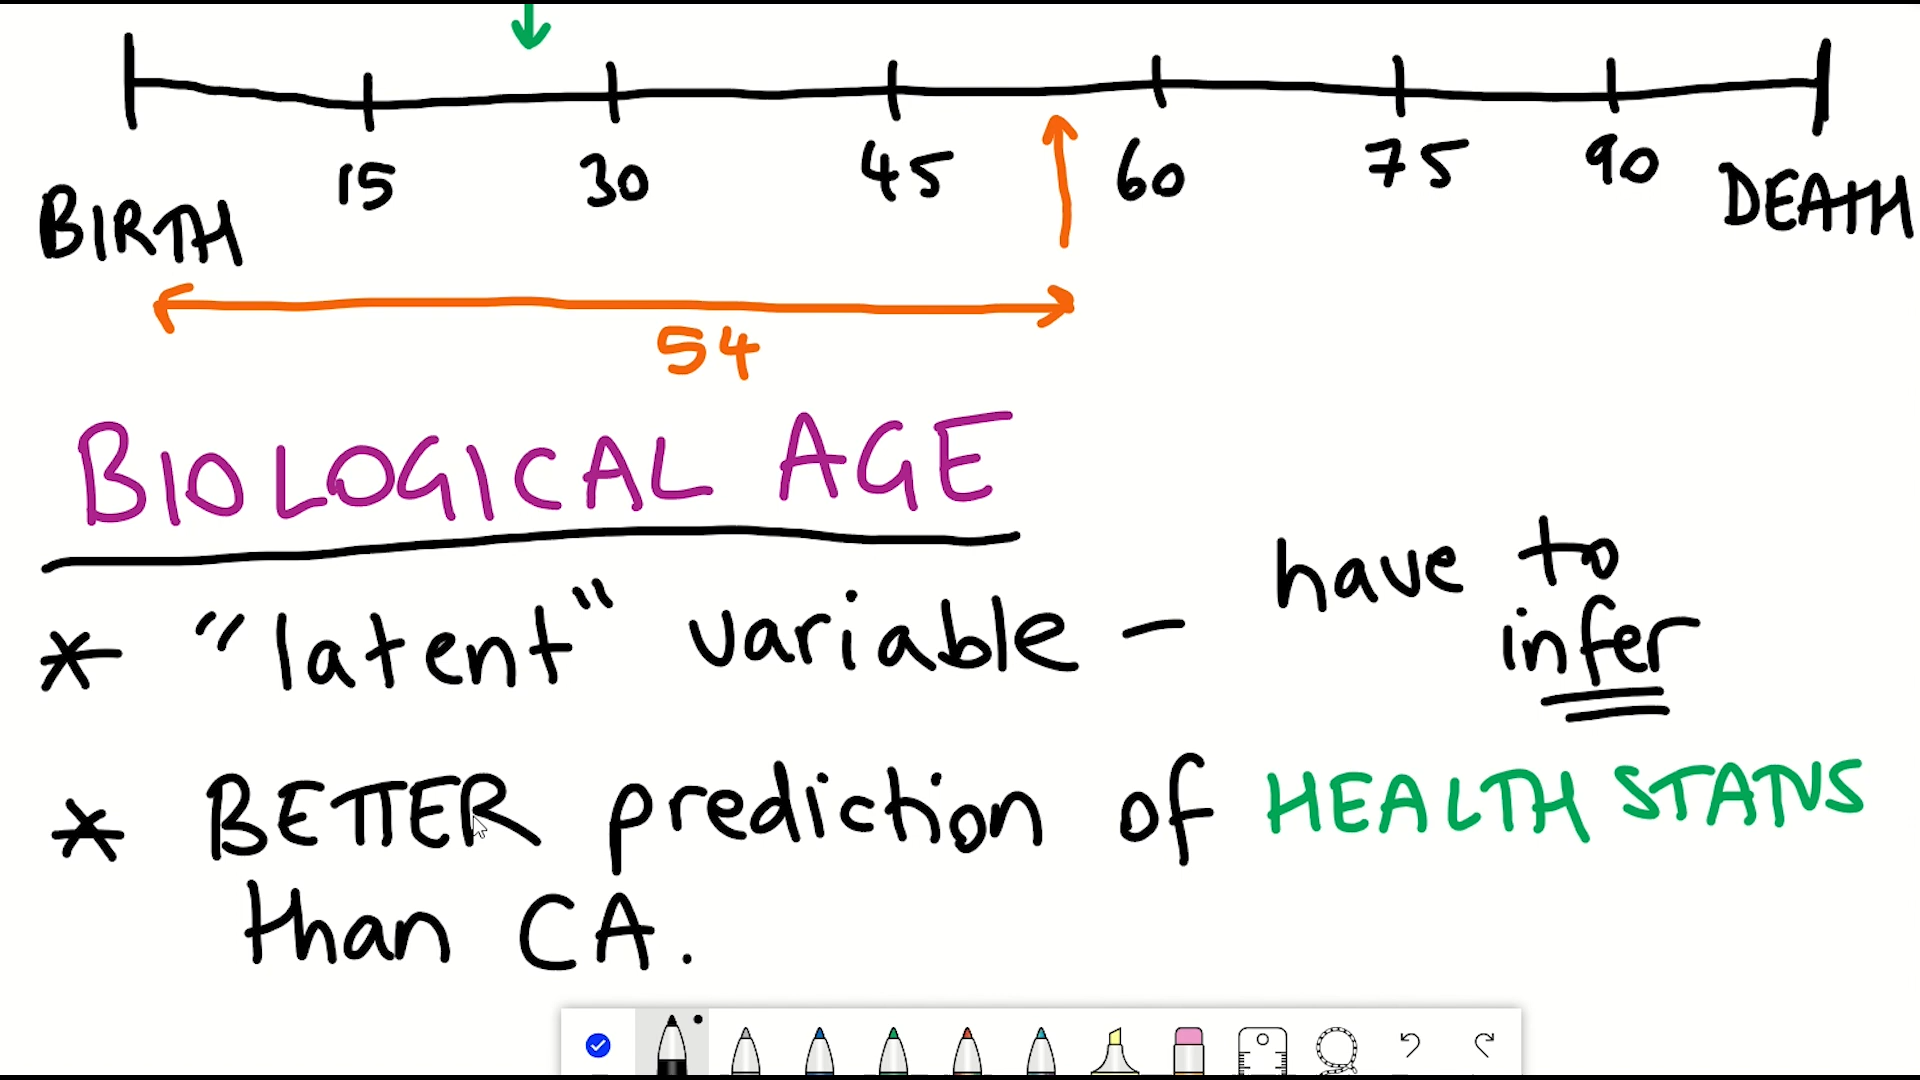 15 30 45 60 75 90
BIRTH DEATH
54
BIOLOGICAL AGE
* "latent" variable - have to
infer
* BETTER prediction of HEALTH STATUS
than CA.